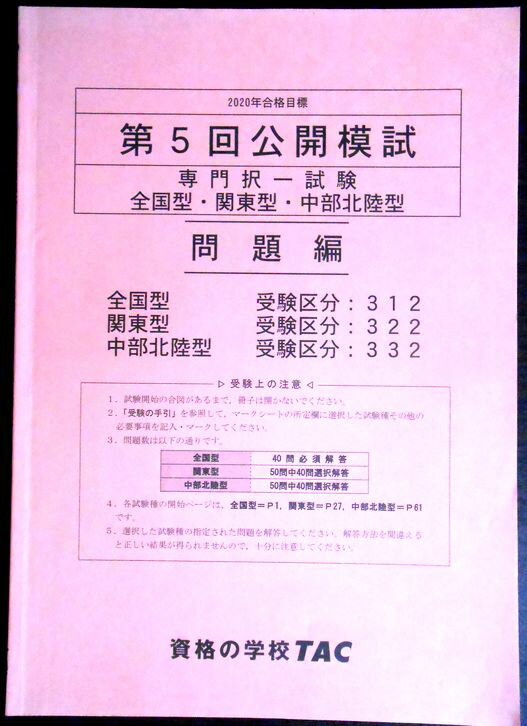 2020年合格目標
第5回公開模試
専門択一試験
全国型・関東型・中部北陸型
問題編
全国型 受験区分：312
関東型 受験区分：322
中部北陸型 受験区分：332
▷ 受験上の注意 ◁
1．試験開始の合図があるまで，冊子は開かないでください。
2．「受験の手引」を参照して，マークシートの所定欄に選択した試験種その他の
必要事項を記入・マークしてください。
3．問題数は以下の通りです。
全国型 40問必須解答
関東型 50問中40問選択解答
中部北陸型 50問中40問選択解答
4．各試験種の開始ページは，全国型＝P1，関東型＝P27，中部北陸型＝P61
です。
5．選択した試験種の指定された問題を解答してください。解答方法を間違える
と正しい結果が得られませんので，十分に注意してください。
資格の学校TAC